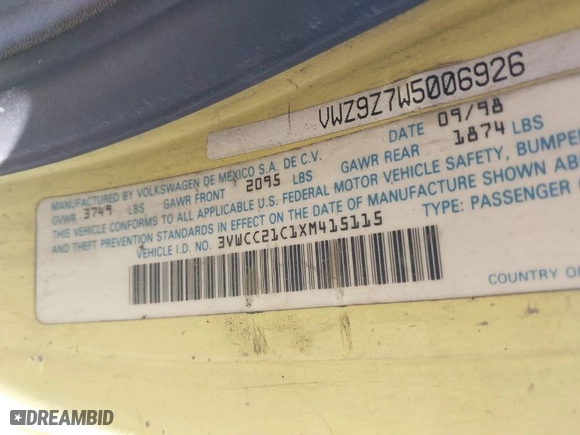 VWZ9Z7W5006926
MANUFACTURED BY VOLKSWAGEN DE MEXICO S.A. DE C.V. DATE 09/98
GVWR 3749 LBS GAWR FRONT 2095 LBS GAWR REAR 1874 LBS
THIS VEHICLE CONFORMS TO ALL APPLICABLE U.S. FEDERAL MOTOR VEHICLE SAFETY, BUMPER
AND THEFT PREVENTION STANDARDS IN EFFECT ON THE DATE OF MANUFACTURE SHOWN ABO
VEHICLE I.D. NO. 3VWCC21C1XM415115 TYPE: PASSENGER
DREAMBID